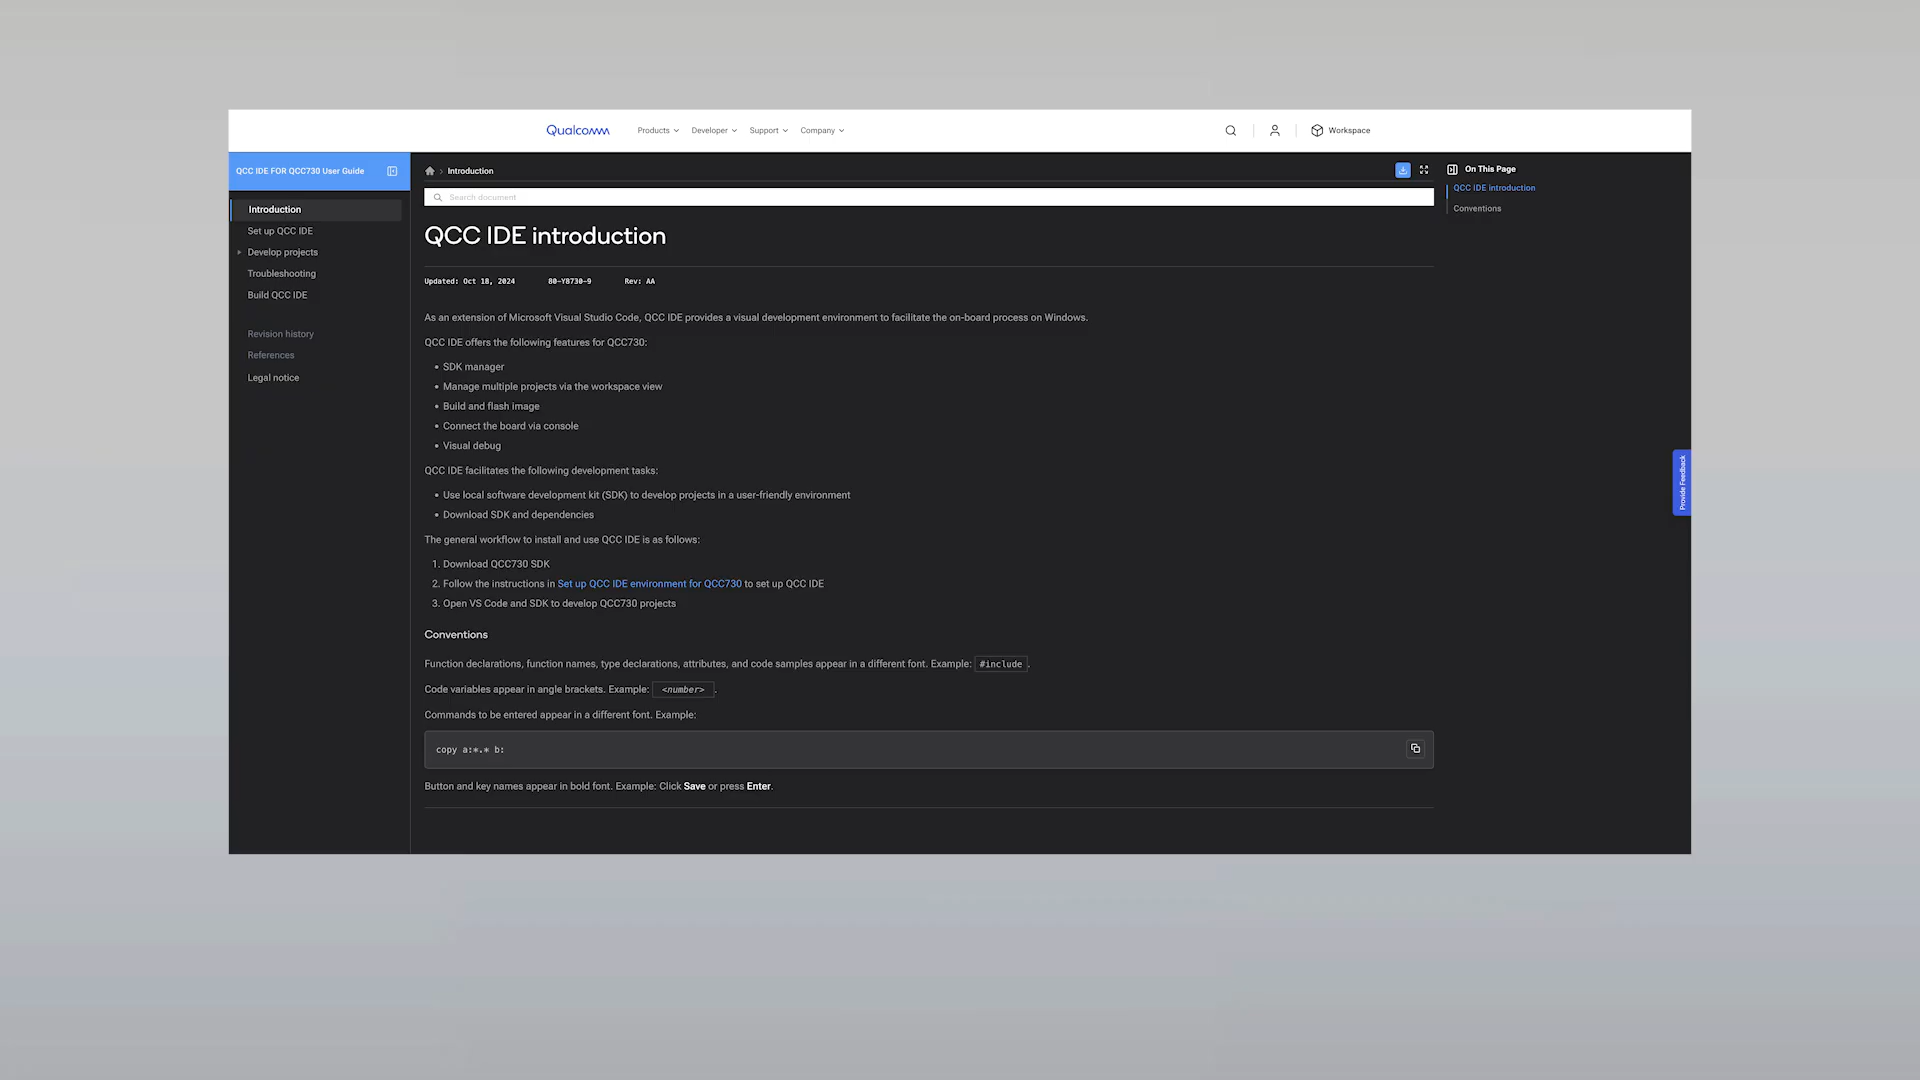 Qualcomm Products Developer Support Company Workspace
QCC IDE FOR QCC730 User Guide
Introduction
Set up QCC IDE
Develop projects
Troubleshooting
Build QCC IDE
Revision history
References
Legal notice
Introduction
Search document
QCC IDE introduction
Updated: Oct 18, 2024 80-Y8730-9 Rev: AA
As an extension of Microsoft Visual Studio Code, QCC IDE provides a visual development environment to facilitate the on-board process on Windows.
QCC IDE offers the following features for QCC730:
• SDK manager
• Manage multiple projects via the workspace view
• Build and flash image
• Connect the board via console
• Visual debug
QCC IDE facilitates the following development tasks:
• Use local software development kit (SDK) to develop projects in a user-friendly environment
• Download SDK and dependencies
The general workflow to install and use QCC IDE is as follows:
1. Download QCC730 SDK
2. Follow the instructions in Set up QCC IDE environment for QCC730 to set up QCC IDE
3. Open VS Code and SDK to develop QCC730 projects
Conventions
Function declarations, function names, type declarations, attributes, and code samples appear in a different font. Example: #include.
Code variables appear in angle brackets. Example: <number>.
Commands to be entered appear in a different font. Example:
copy a:*.* b:
Button and key names appear in bold font. Example: Click Save or press Enter.
On This Page
QCC IDE introduction
Conventions
Provide Feedback